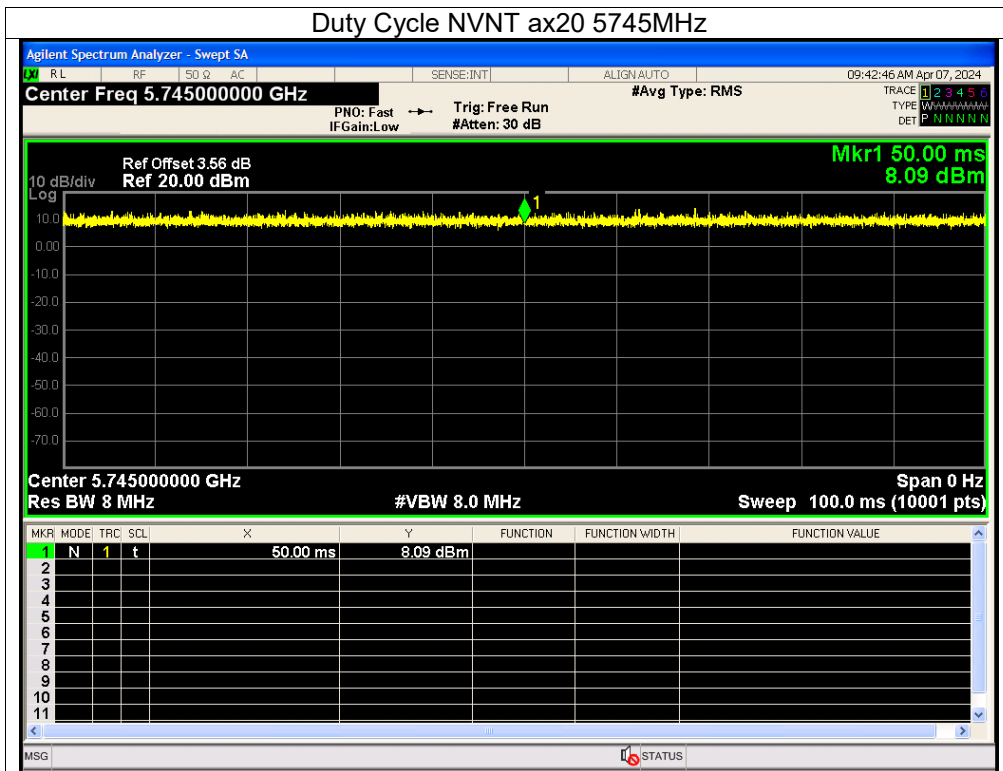 Duty Cycle NVNT ax20 5745MHz
Agilent Spectrum Analyzer - Swept SA
LXI RL RF 50 Ω AC SENSE:INT ALIGN AUTO 09:42:46 AM Apr 07, 2024
Center Freq 5.745000000 GHz #Avg Type: RMS TRACE 1 2 3 4 5 6
PNO: Fast Trig: Free Run TYPE WWWWWW
IFGain:Low #Atten: 30 dB DET P N N N N N
Mkr1 50.00 ms
Ref Offset 3.56 dB
10 dB/div Ref 20.00 dBm 8.09 dBm
Log
1
10.0
0.00
-10.0
-20.0
-30.0
-40.0
-50.0
-60.0
-70.0
Center 5.745000000 GHz Span 0 Hz
Res BW 8 MHz #VBW 8.0 MHz Sweep 100.0 ms (10001 pts)
MKR MODE TRC SCL X Y FUNCTION FUNCTION WIDTH FUNCTION VALUE
1 N 1 t 50.00 ms 8.09 dBm
2
3
4
5
6
7
8
9
10
11
MSG STATUS